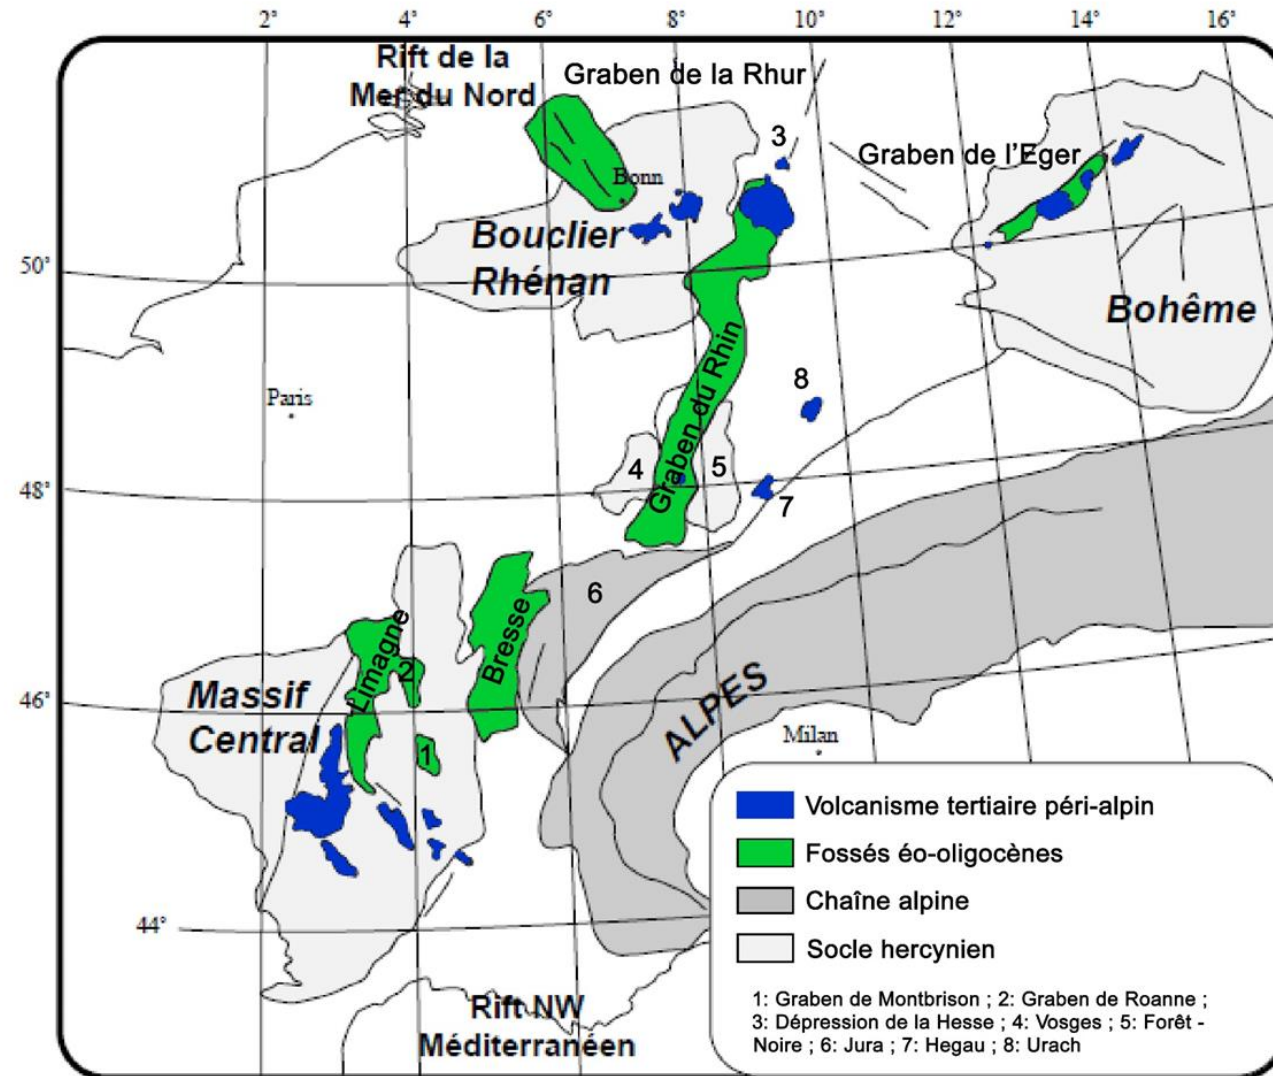 2° 4° 6° 8° 10° 12° 14° 16°
Rift de la
Mer du Nord
Graben de la Rhur
3
Graben de l'Eger
Bonn
Bouclier
Rhénan
50°
Bohême
Graben du Rhin
8
Paris
4
5
48°
7
6
Bresse
Limagne
2
Massif
Central
46°
1
ALPES
Milan
44°
Rift NW
Méditerranéen
Volcanisme tertiaire péri-alpin
Fossés éo-oligocènes
Chaîne alpine
Socle hercynien
1: Graben de Montbrison ; 2: Graben de Roanne ;
3: Dépression de la Hesse ; 4: Vosges ; 5: Forêt -
Noire ; 6: Jura ; 7: Hegau ; 8: Urach